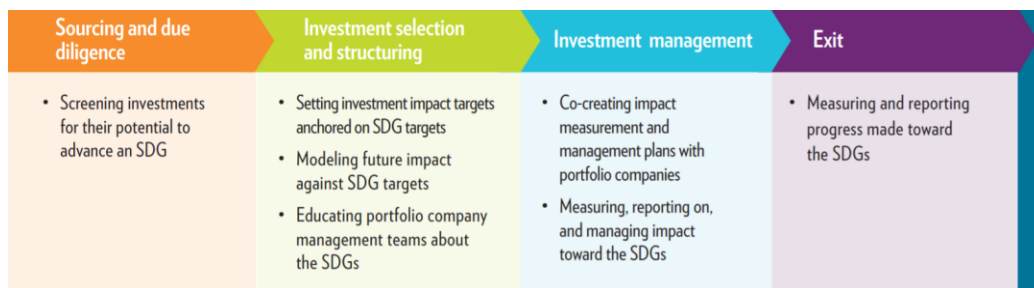 Sourcing and due
diligence
• Screening investments
for their potential to
advance an SDG
Investment selection
and structuring
• Setting investment impact targets
anchored on SDG targets
• Modeling future impact
against SDG targets
• Educating portfolio company
management teams about
the SDGs
Investment management
• Co-creating impact
measurement and
management plans with
portfolio companies
• Measuring, reporting on,
and managing impact
toward the SDGs
Exit
• Measuring and reporting
progress made toward
the SDGs